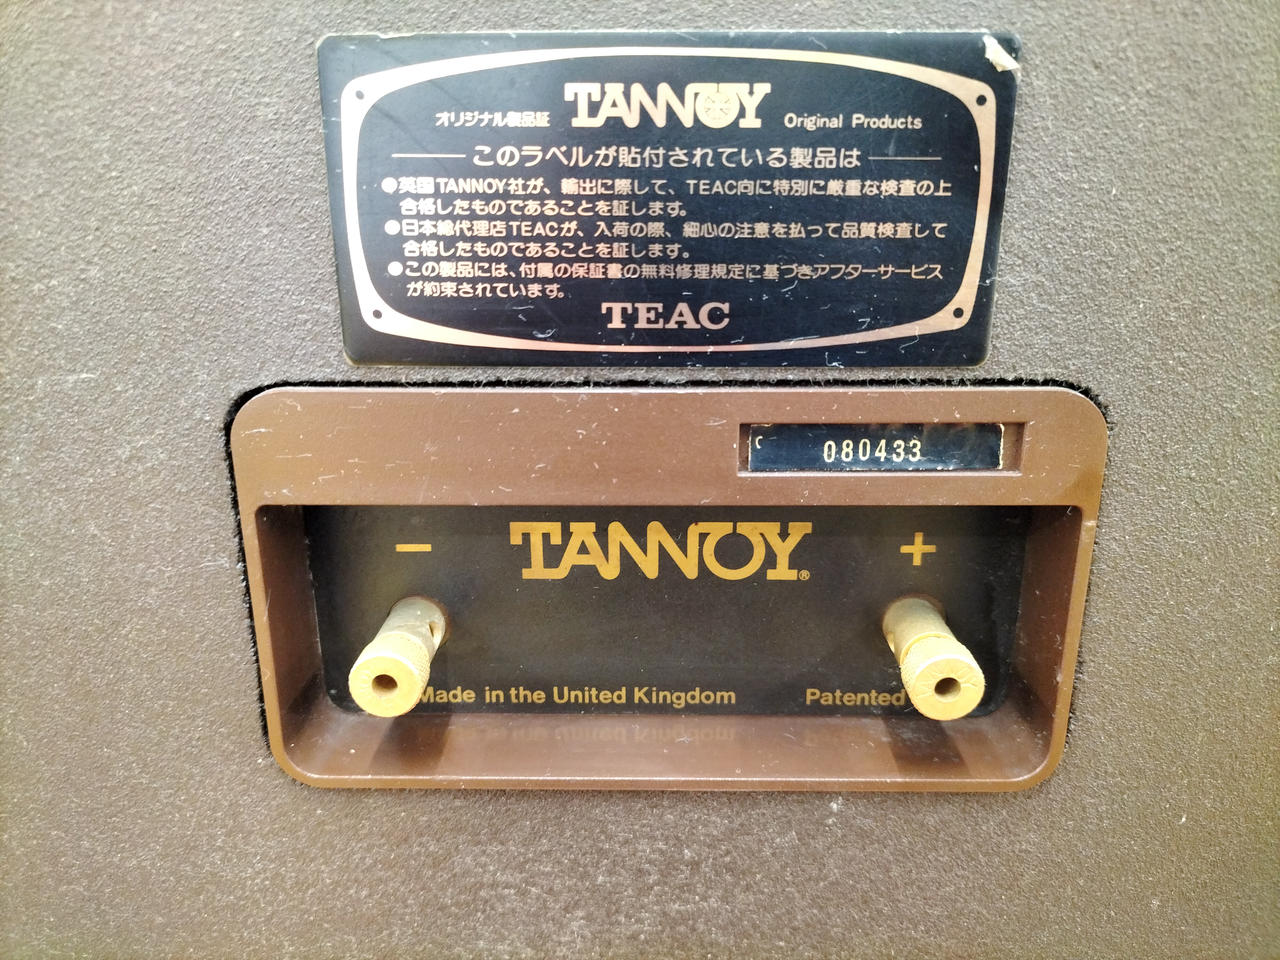 オリジナル製品証 TANNOY Original Products
このラベルが貼付されている製品は
●英国TANNOY社が、輸出に際して、TEAC向に特別に厳重な検査の上
合格したものであることを証します。
●日本総代理店TEACが、入荷の際、細心の注意を払って品質検査して
合格したものであることを証します。
●この製品には、付属の保証書の無料修理規定に基づきアフターサービス
が約束されています。
TEAC
080433
− TANNOY® +
Made in the United Kingdom Patented